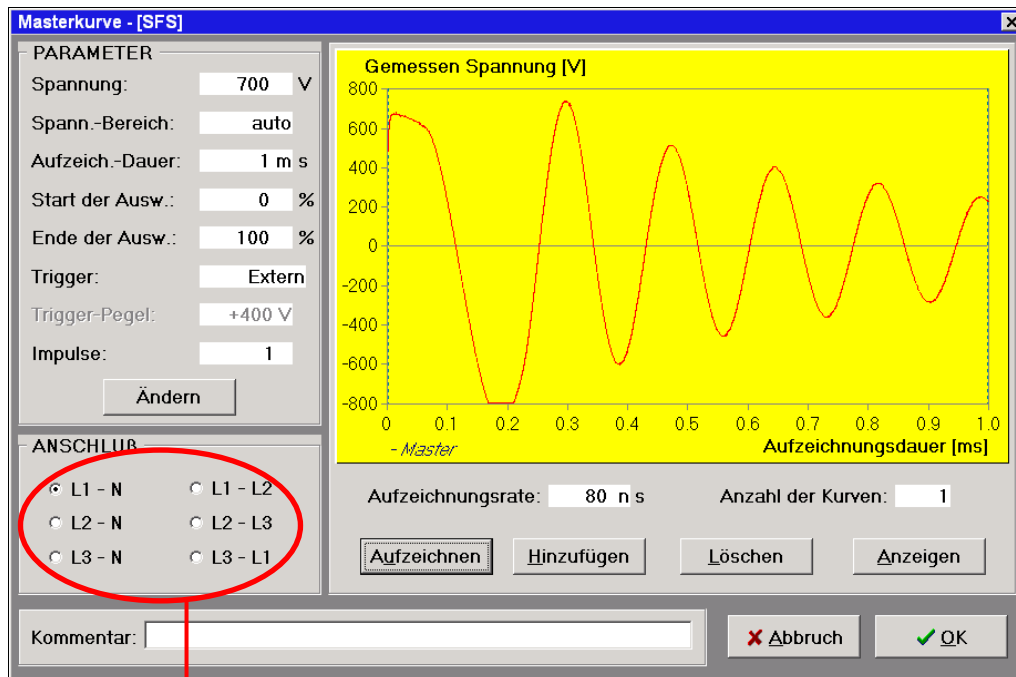 Masterkurve - [SFS]
PARAMETER
Spannung: 700 V
Spann.-Bereich: auto
Aufzeich.-Dauer: 1 m s
Start der Ausw.: 0 %
Ende der Ausw.: 100 %
Trigger: Extern
Trigger-Pegel: +400 V
Impulse: 1
Ändern
ANSCHLUß
L1 - N L1 - L2
L2 - N L2 - L3
L3 - N L3 - L1
Gemessen Spannung [V]
800
600
400
200
0
-200
-400
-600
-800
0 0.1 0.2 0.3 0.4 0.5 0.6 0.7 0.8 0.9 1.0
- Master Aufzeichnungsdauer [ms]
Aufzeichnungsrate: 80 n s Anzahl der Kurven: 1
Aufzeichnen Hinzufügen Löschen Anzeigen
Kommentar: Abbruch OK